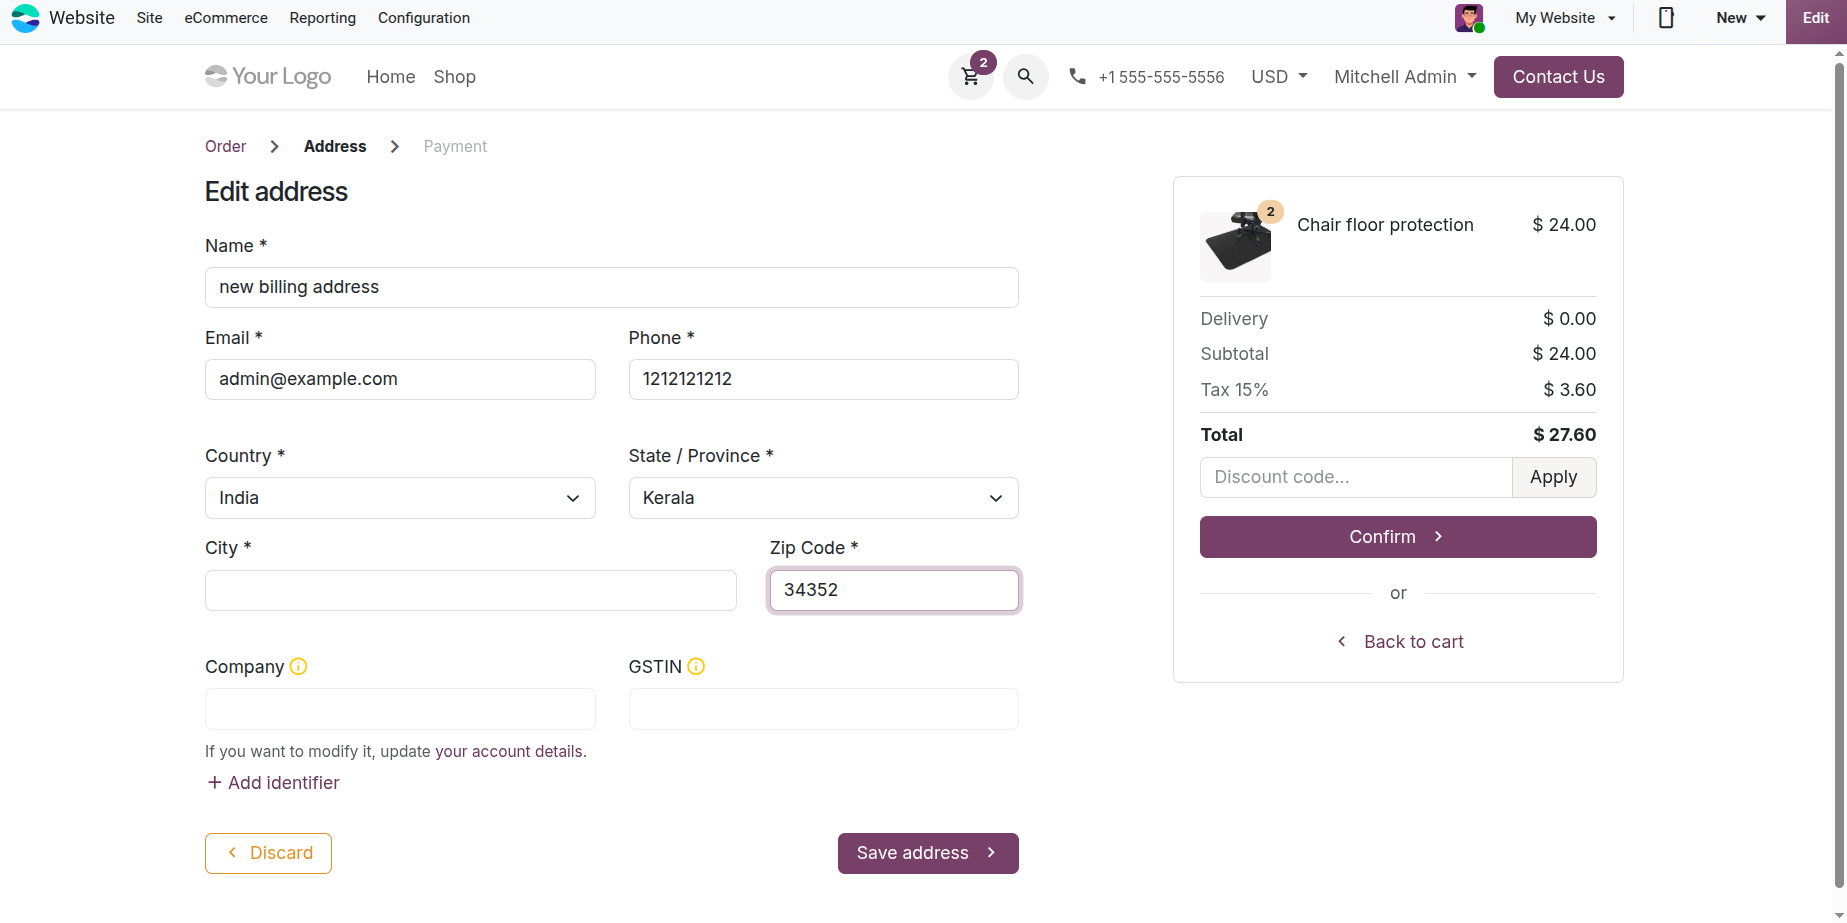 Website Site eCommerce Reporting Configuration My Website New Edit
Your Logo Home Shop 2 +1 555-555-5556 USD Mitchell Admin Contact Us
Order Address Payment
Edit address
Name *
new billing address
Email * Phone *
admin@example.com 1212121212
Country * State / Province *
India Kerala
City * Zip Code *
34352
Company GSTIN
If you want to modify it, update your account details.
+ Add identifier
Discard Save address
2 Chair floor protection $ 24.00
Delivery $ 0.00
Subtotal $ 24.00
Tax 15% $ 3.60
Total $ 27.60
Discount code... Apply
Confirm
or
Back to cart